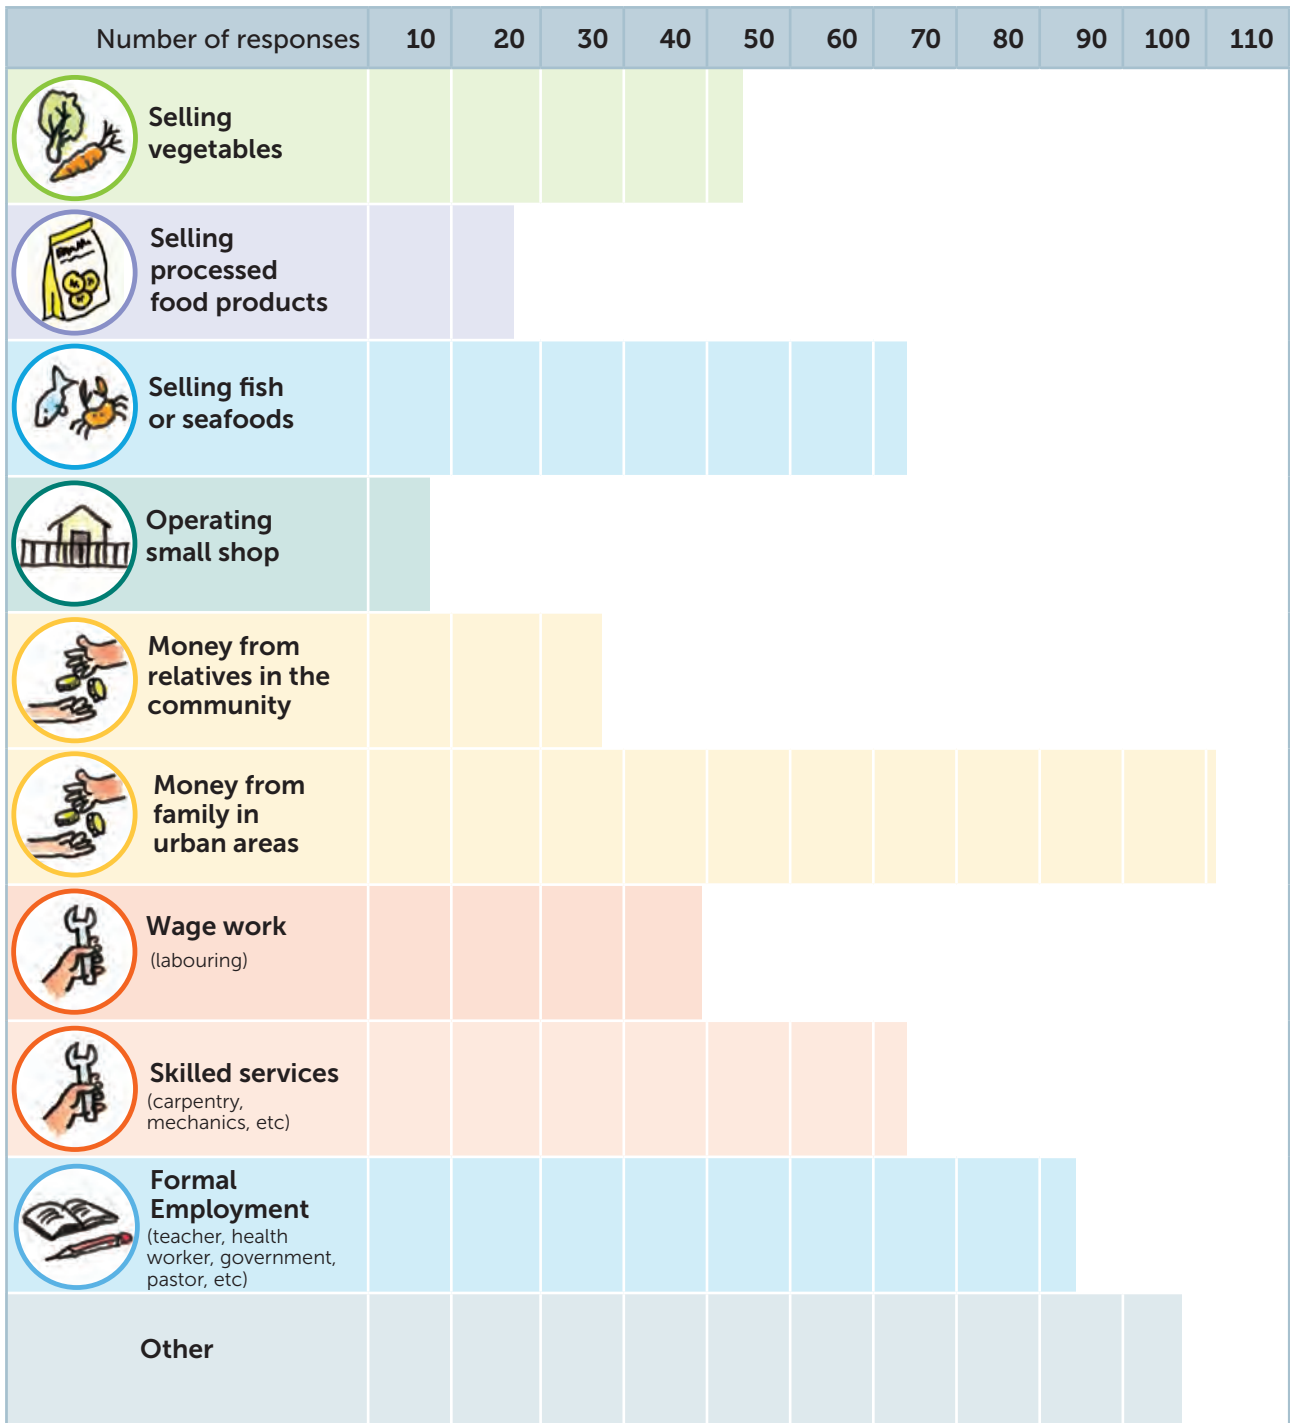 Number of responses 10 20 30 40 50 60 70 80 90 100 110
Selling
vegetables
Selling
processed
food products
Selling fish
or seafoods
Operating
small shop
Money from
relatives in the
community
Money from
family in
urban areas
Wage work
(labouring)
Skilled services
(carpentry,
mechanics, etc)
Formal
Employment
(teacher, health
worker, government,
pastor, etc)
Other